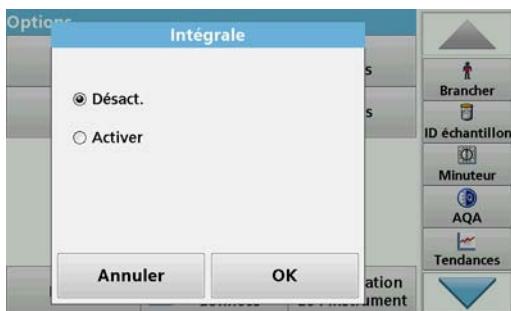 Intégrale
Désact.
Activer
Annuler
OK
Brancher
ID échantillon
Minuteur
AQA
Tendances